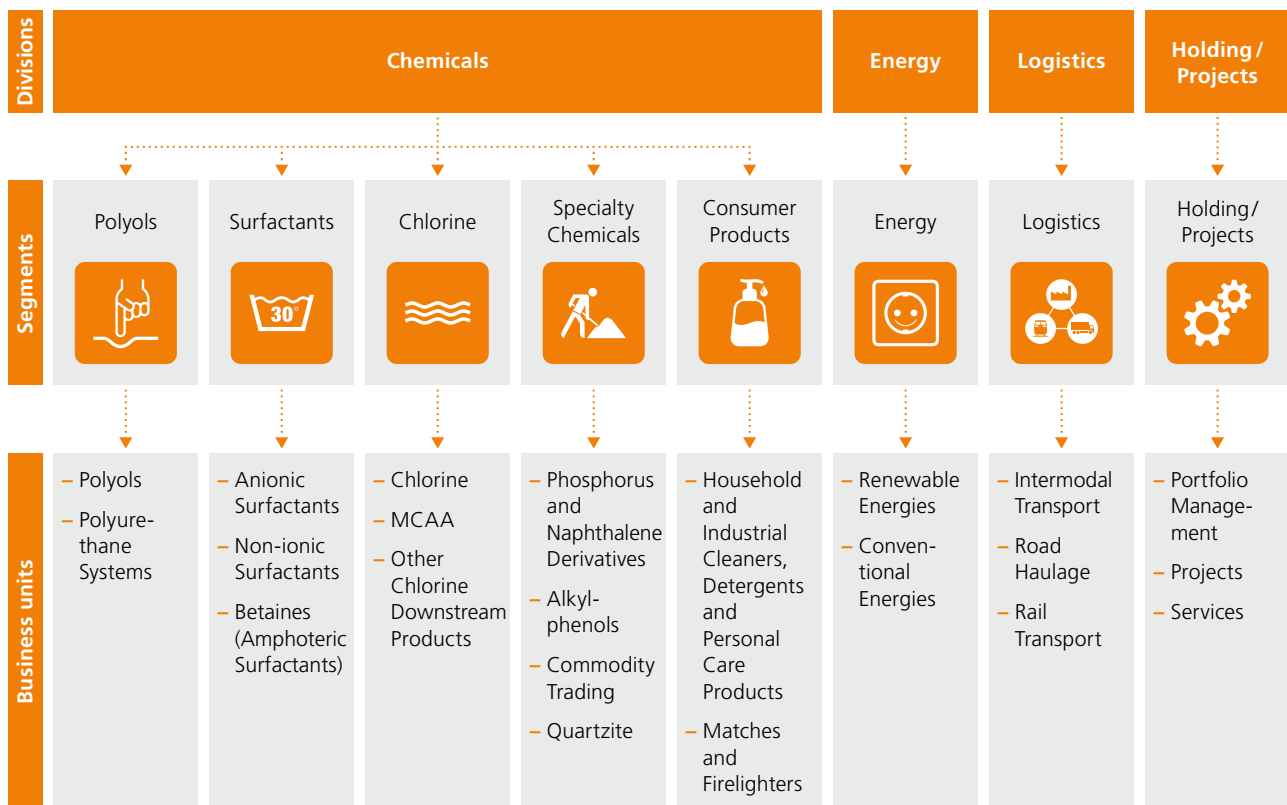 Divisions
Chemicals
Energy
Logistics
Holding /
Projects
Segments
Polyols
Surfactants
30°
Chlorine
Specialty
Chemicals
Consumer
Products
Energy
Logistics
Holding/
Projects
Business units
– Polyols
– Polyure-
thane
Systems
– Anionic
Surfactants
– Non-ionic
Surfactants
– Betaines
(Amphoteric
Surfactants)
– Chlorine
– MCAA
– Other
Chlorine
Downstream
Products
– Phosphorus
and
Naphthalene
Derivatives
– Alkyl-
phenols
– Commodity
Trading
– Quartzite
– Household
and
Industrial
Cleaners,
Detergents
and
Personal
Care
Products
– Matches
and
Firelighters
– Renewable
Energies
– Conven-
tional
Energies
– Intermodal
Transport
– Road
Haulage
– Rail
Transport
– Portfolio
Manage-
ment
– Projects
– Services